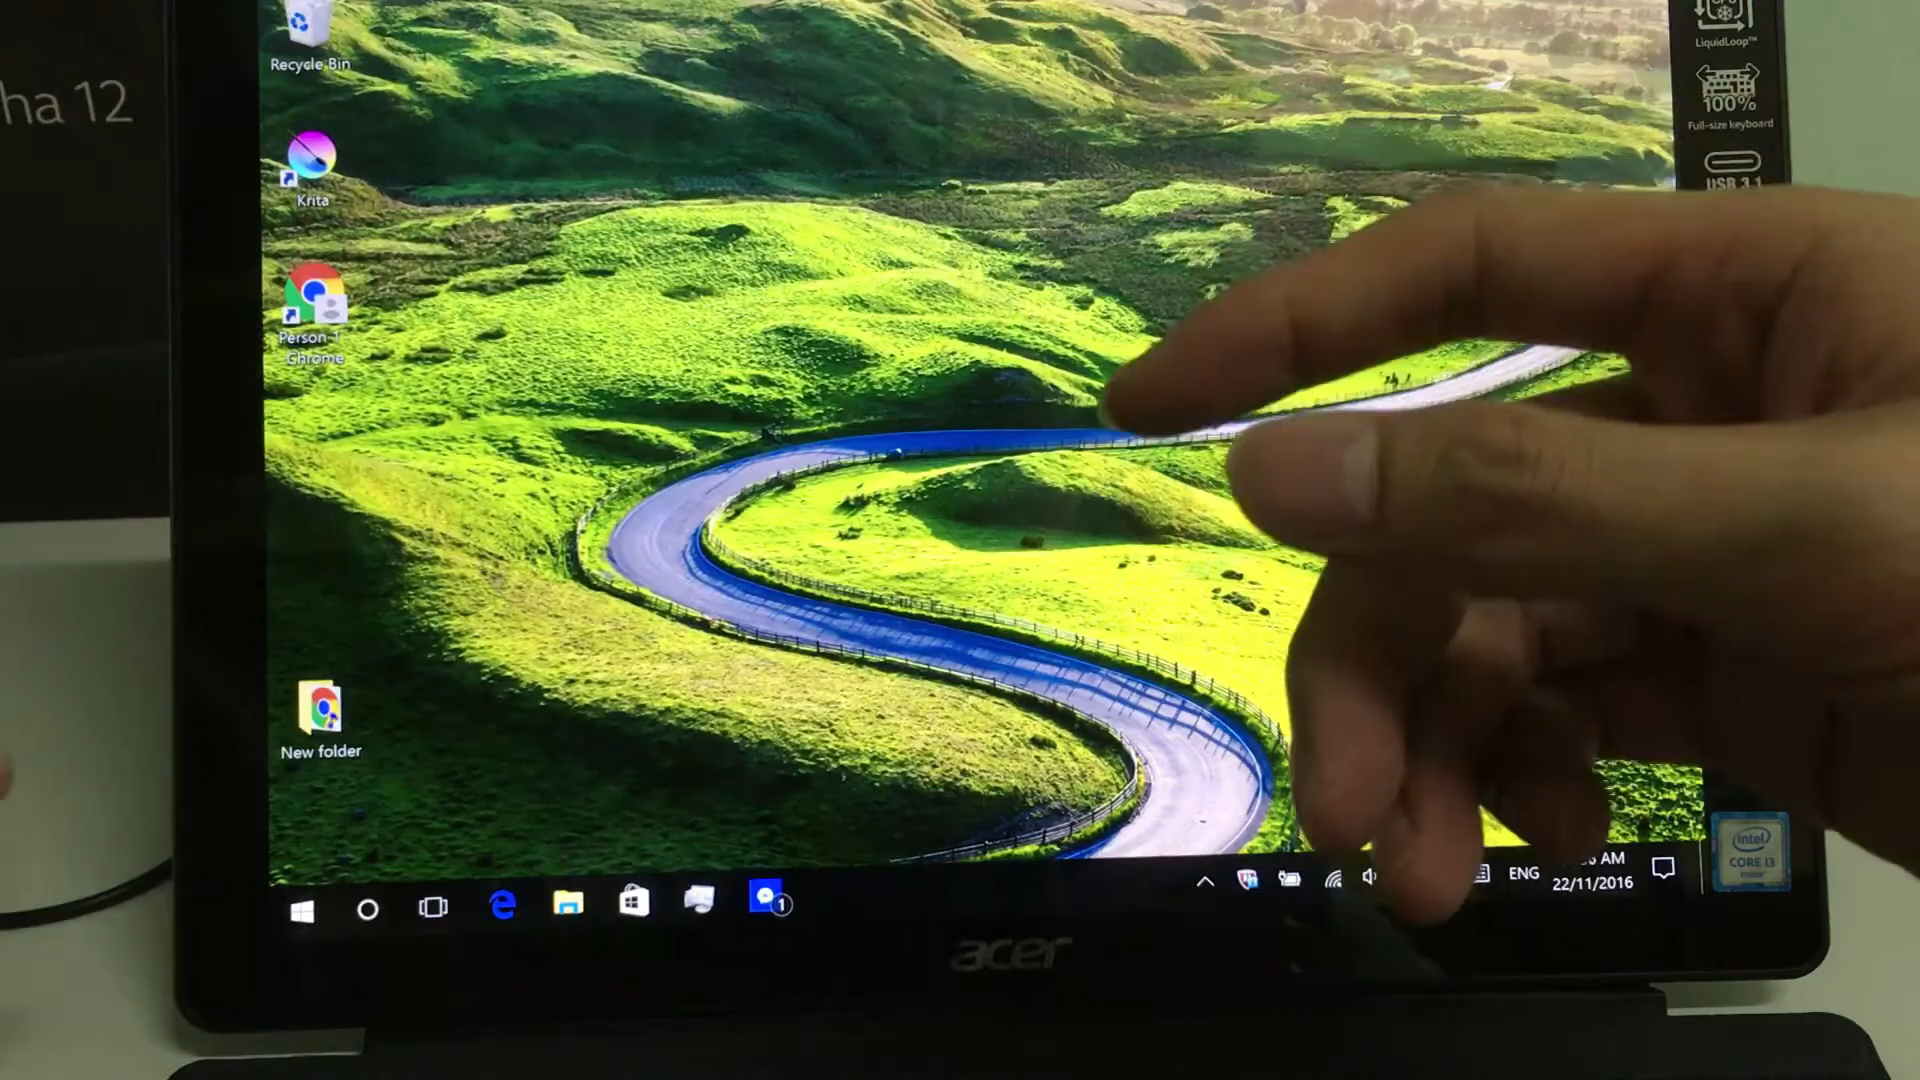 Recycle Bin
ha 12
Krita
Person 1
Chrome
New folder
LiquidLoop™
100%
Full-size keyboard
USB 3.1
1
ENG
AM
22/11/2016
intel
CORE i3
acer